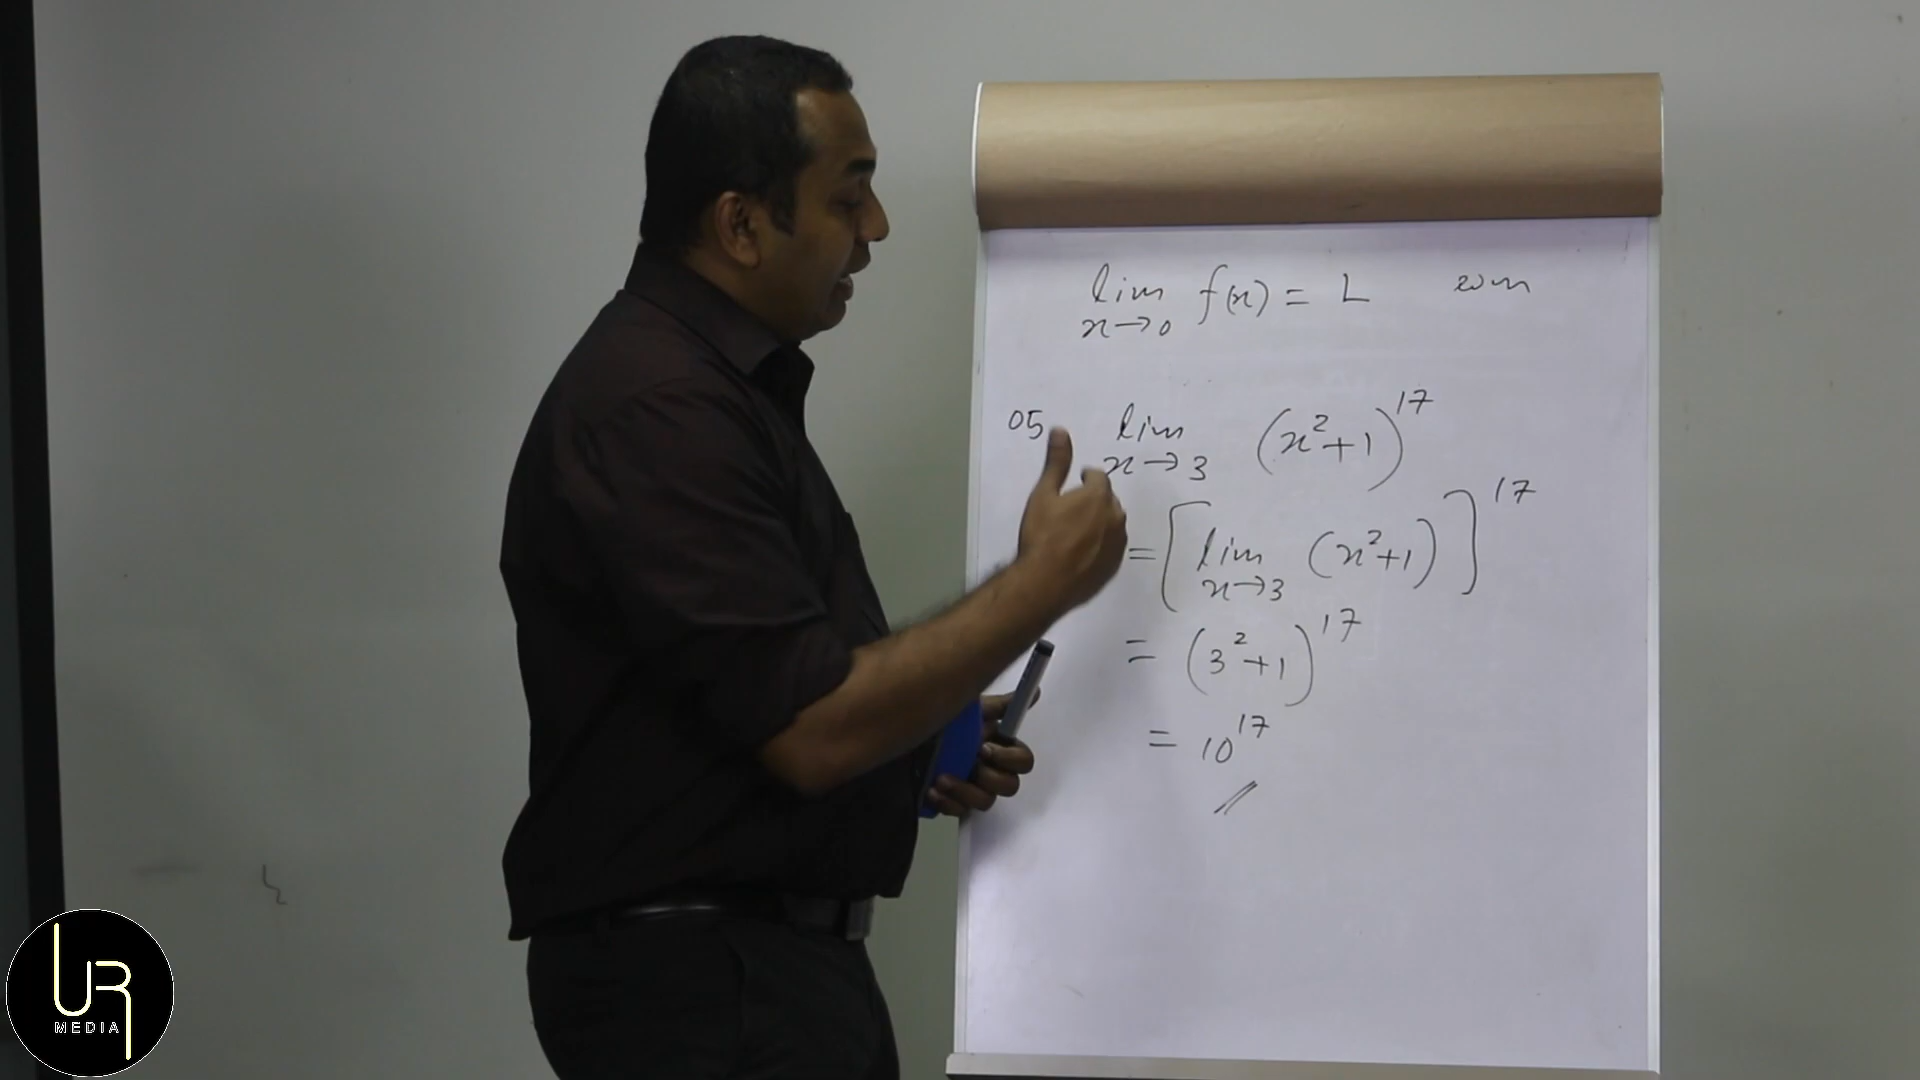 lim f(x) = L
x→0
05 lim (x²+1)¹⁷
x→3
= [lim (x²+1)]¹⁷
x→3
= (3²+1)¹⁷
= 10¹⁷
UR
MEDIA